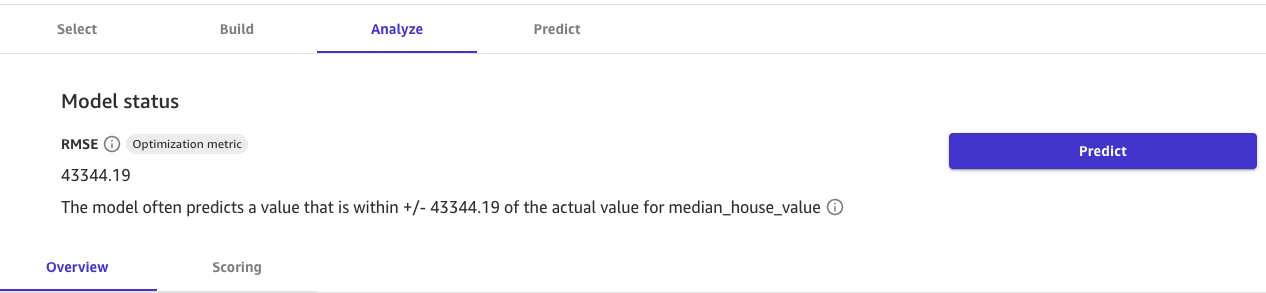 Select Build Analyze Predict
Model status
RMSE Optimization metric
Predict
43344.19
The model often predicts a value that is within +/- 43344.19 of the actual value for median_house_value
Overview Scoring